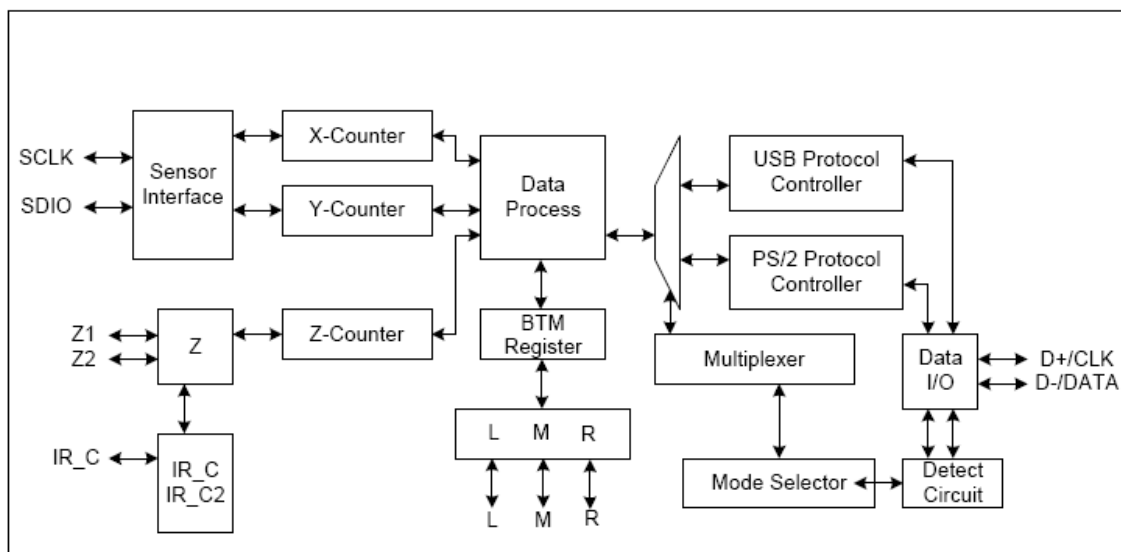 SCLK
SDIO
Sensor
Interface
X-Counter
Y-Counter
Data
Process
USB Protocol
Controller
PS/2 Protocol
Controller
Z1
Z2
Z
Z-Counter
BTM
Register
Multiplexer
Data
I/O
D+/CLK
D-/DATA
IR_C
IR_C
IR_C2
L M R
L M R
Mode Selector
Detect
Circuit